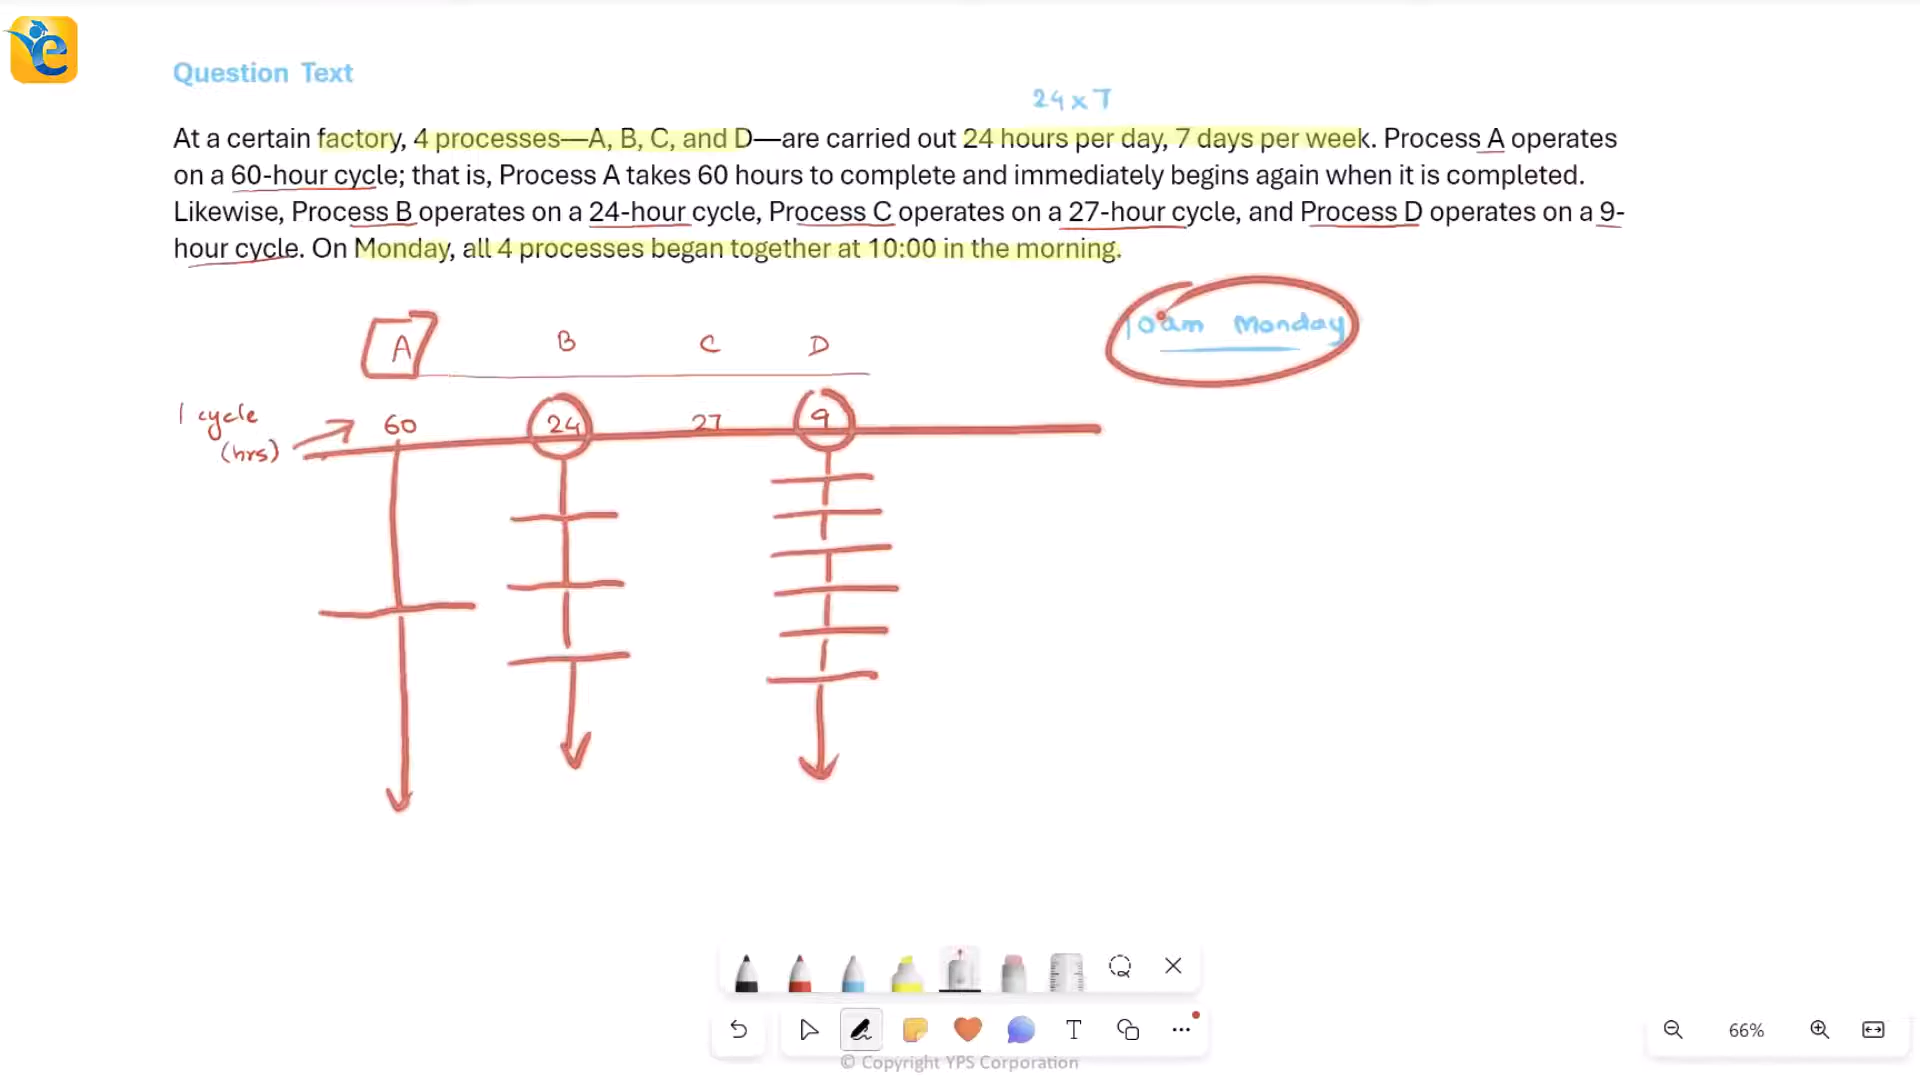 e
Question Text
24 x 7
At a certain factory, 4 processes—A, B, C, and D—are carried out 24 hours per day, 7 days per week. Process A operates
on a 60-hour cycle; that is, Process A takes 60 hours to complete and immediately begins again when it is completed.
Likewise, Process B operates on a 24-hour cycle, Process C operates on a 27-hour cycle, and Process D operates on a 9-
hour cycle. On Monday, all 4 processes began together at 10:00 in the morning.
10am Monday
A B C D
1 cycle
(hrs)
60 24 27 9
66%
© Copyright YPS Corporation